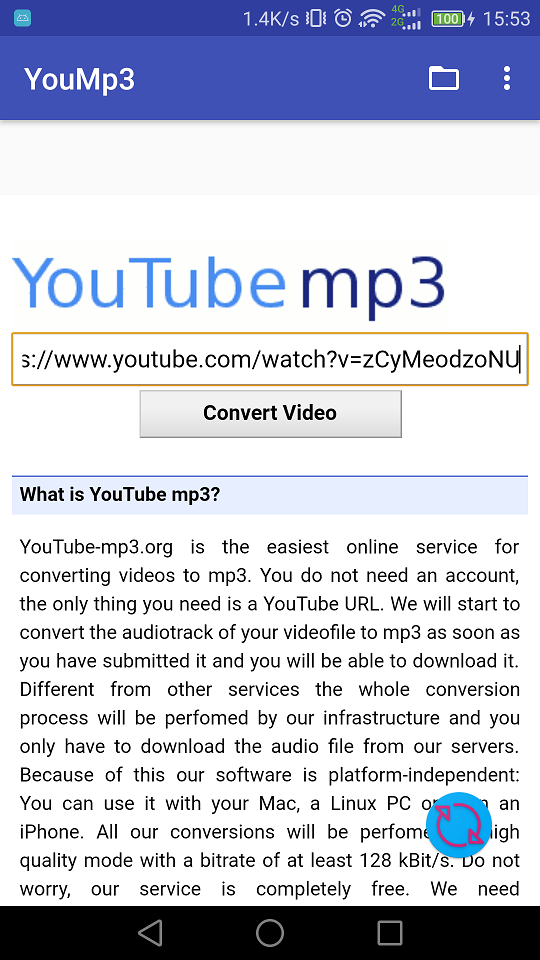 1.4K/s 4G 2G 100 15:53
YouMp3
YouTube mp3
s://www.youtube.com/watch?v=zCyMeodzoNU
Convert Video
What is YouTube mp3?
YouTube-mp3.org is the easiest online service for
converting videos to mp3. You do not need an account,
the only thing you need is a YouTube URL. We will start to
convert the audiotrack of your videofile to mp3 as soon as
you have submitted it and you will be able to download it.
Different from other services the whole conversion
process will be perfomed by our infrastructure and you
only have to download the audio file from our servers.
Because of this our software is platform-independent:
You can use it with your Mac, a Linux PC an
iPhone. All our conversions will be
quality mode with a bitrate of at least 128 kBit/s. Do not
worry, our service is completely free. We need